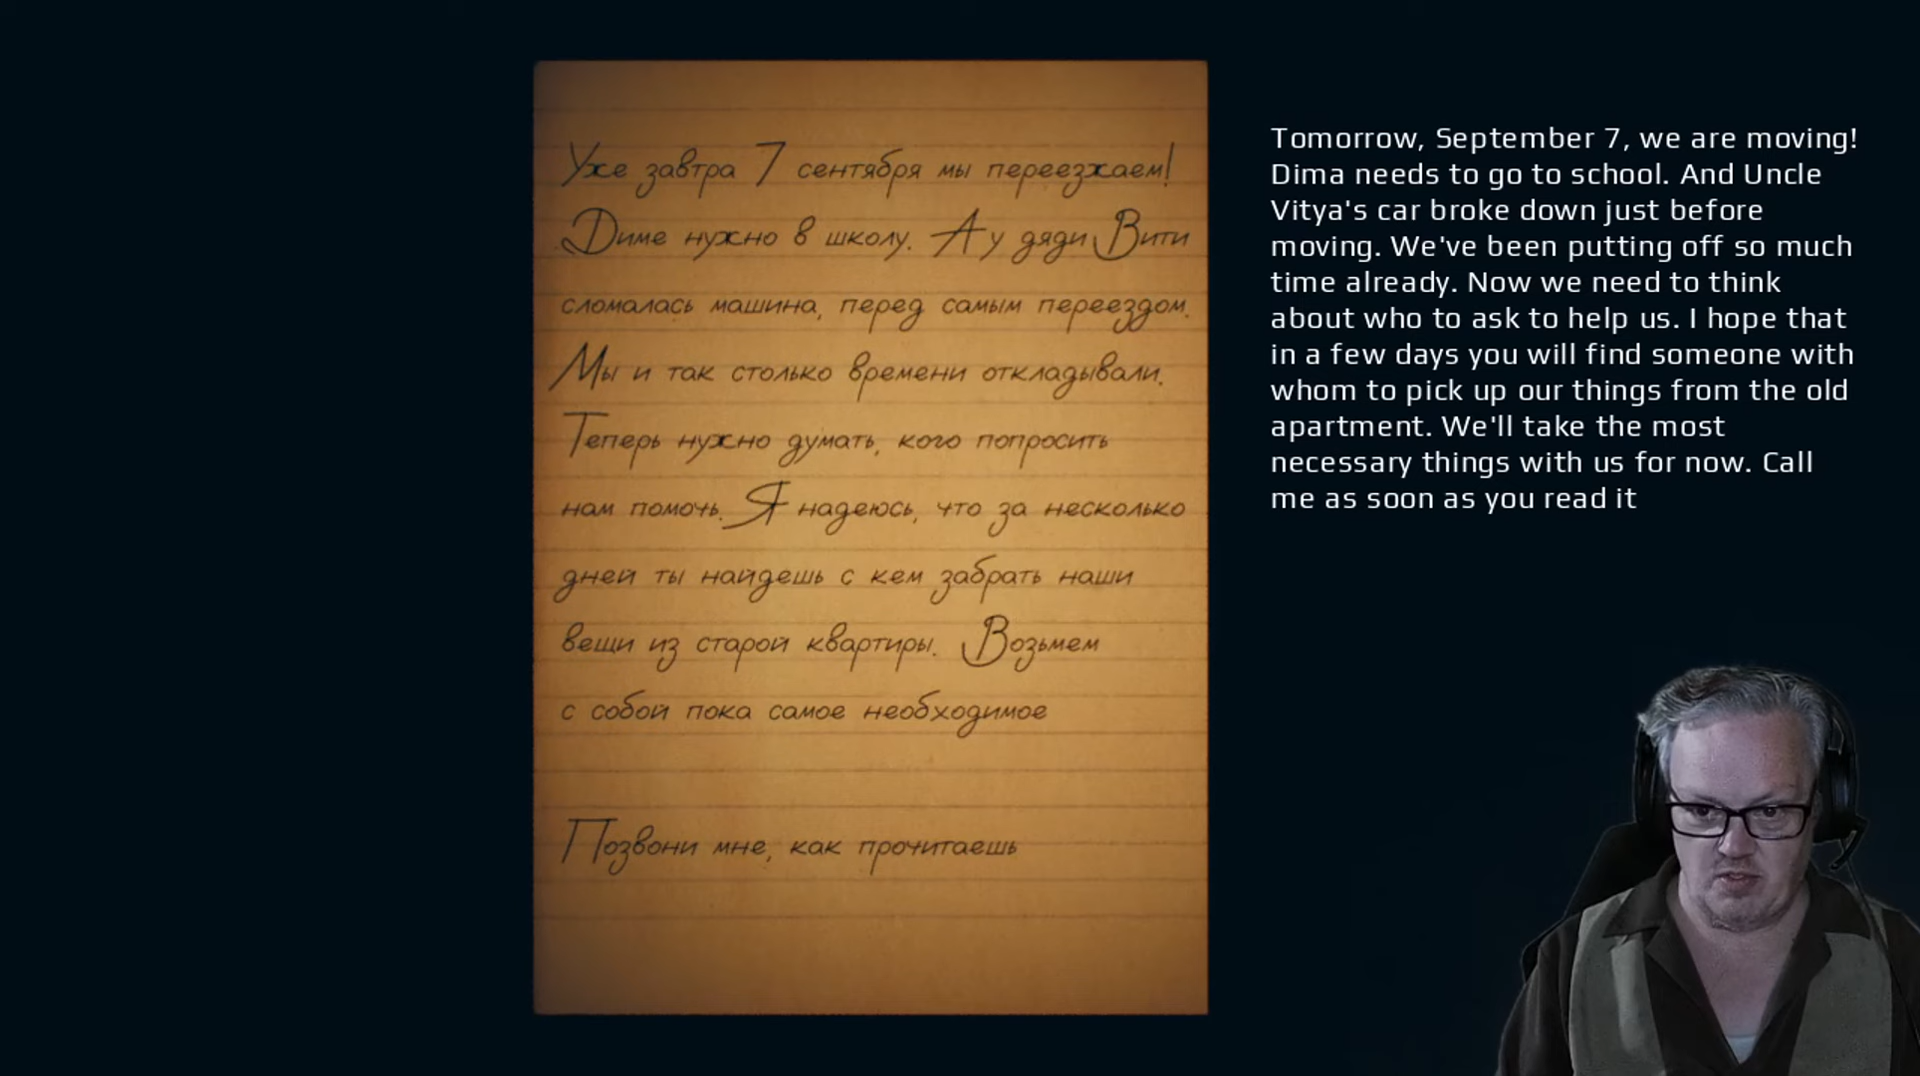 Уже завтра 7 сентября мы переезжаем!
Диме нужно в школу. А у дяди Вити
сломалась машина, перед самым переездом.
Мы и так столько времени откладывали.
Теперь нужно думать, кого попросить
нам помочь. Я надеюсь, что за несколько
дней ты найдешь с кем забрать наши
вещи из старой квартиры. Возьмем
с собой пока самое необходимое
Позвони мне, как прочитаешь
Tomorrow, September 7, we are moving!
Dima needs to go to school. And Uncle
Vitya's car broke down just before
moving. We've been putting off so much
time already. Now we need to think
about who to ask to help us. I hope that
in a few days you will find someone with
whom to pick up our things from the old
apartment. We'll take the most
necessary things with us for now. Call
me as soon as you read it